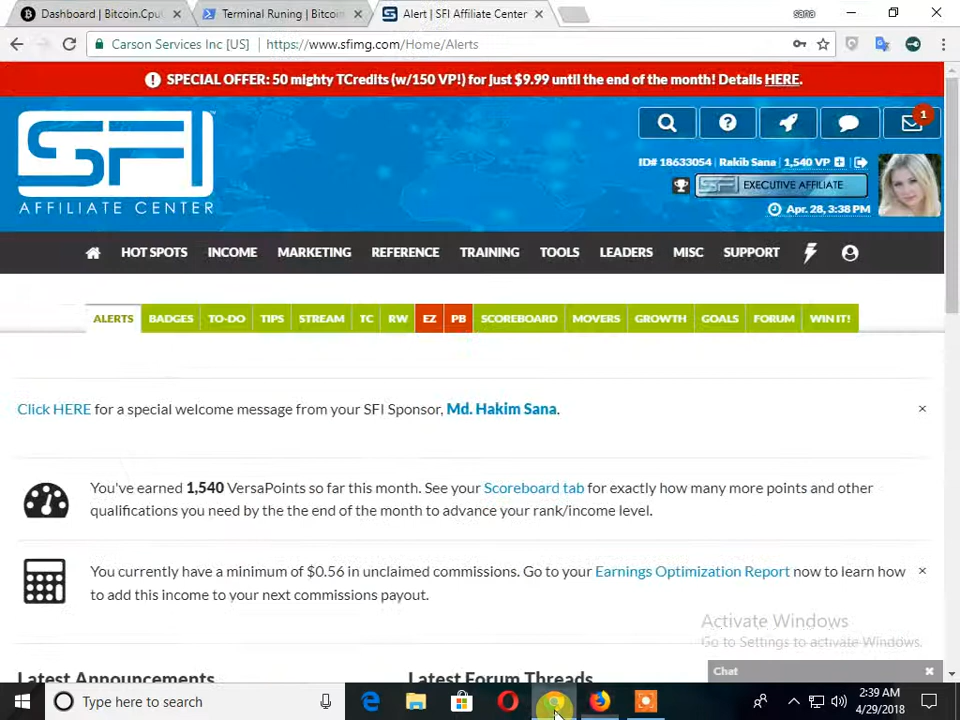 Dashboard | Bitcoin.Cpu
Terminal Runing | Bitcoin
Alert | SFI Affiliate Center
sana
Carson Services Inc [US] | https://www.sfimg.com/Home/Alerts
SPECIAL OFFER: 50 mighty TCredits (w/150 VP!) for just $9.99 until the end of the month! Details HERE.
SFI
AFFILIATE CENTER
1
ID# 18633054 | Rakib Sana | 1,540 VP
SFI EXECUTIVE AFFILIATE
Apr. 28, 3:38 PM
HOT SPOTS INCOME MARKETING REFERENCE TRAINING TOOLS LEADERS MISC SUPPORT
ALERTS BADGES TO-DO TIPS STREAM TC RW EZ PB SCOREBOARD MOVERS GROWTH GOALS FORUM WIN IT!
Click HERE for a special welcome message from your SFI Sponsor, Md. Hakim Sana.
You've earned 1,540 VersaPoints so far this month. See your Scoreboard tab for exactly how many more points and other
qualifications you need by the the end of the month to advance your rank/income level.
You currently have a minimum of $0.56 in unclaimed commissions. Go to your Earnings Optimization Report now to learn how
to add this income to your next commissions payout.
Activate Windows
Go to Settings to activate Windows.
Latest Announcements
Latest Forum Threads
Chat
Type here to search
2:39 AM
4/29/2018